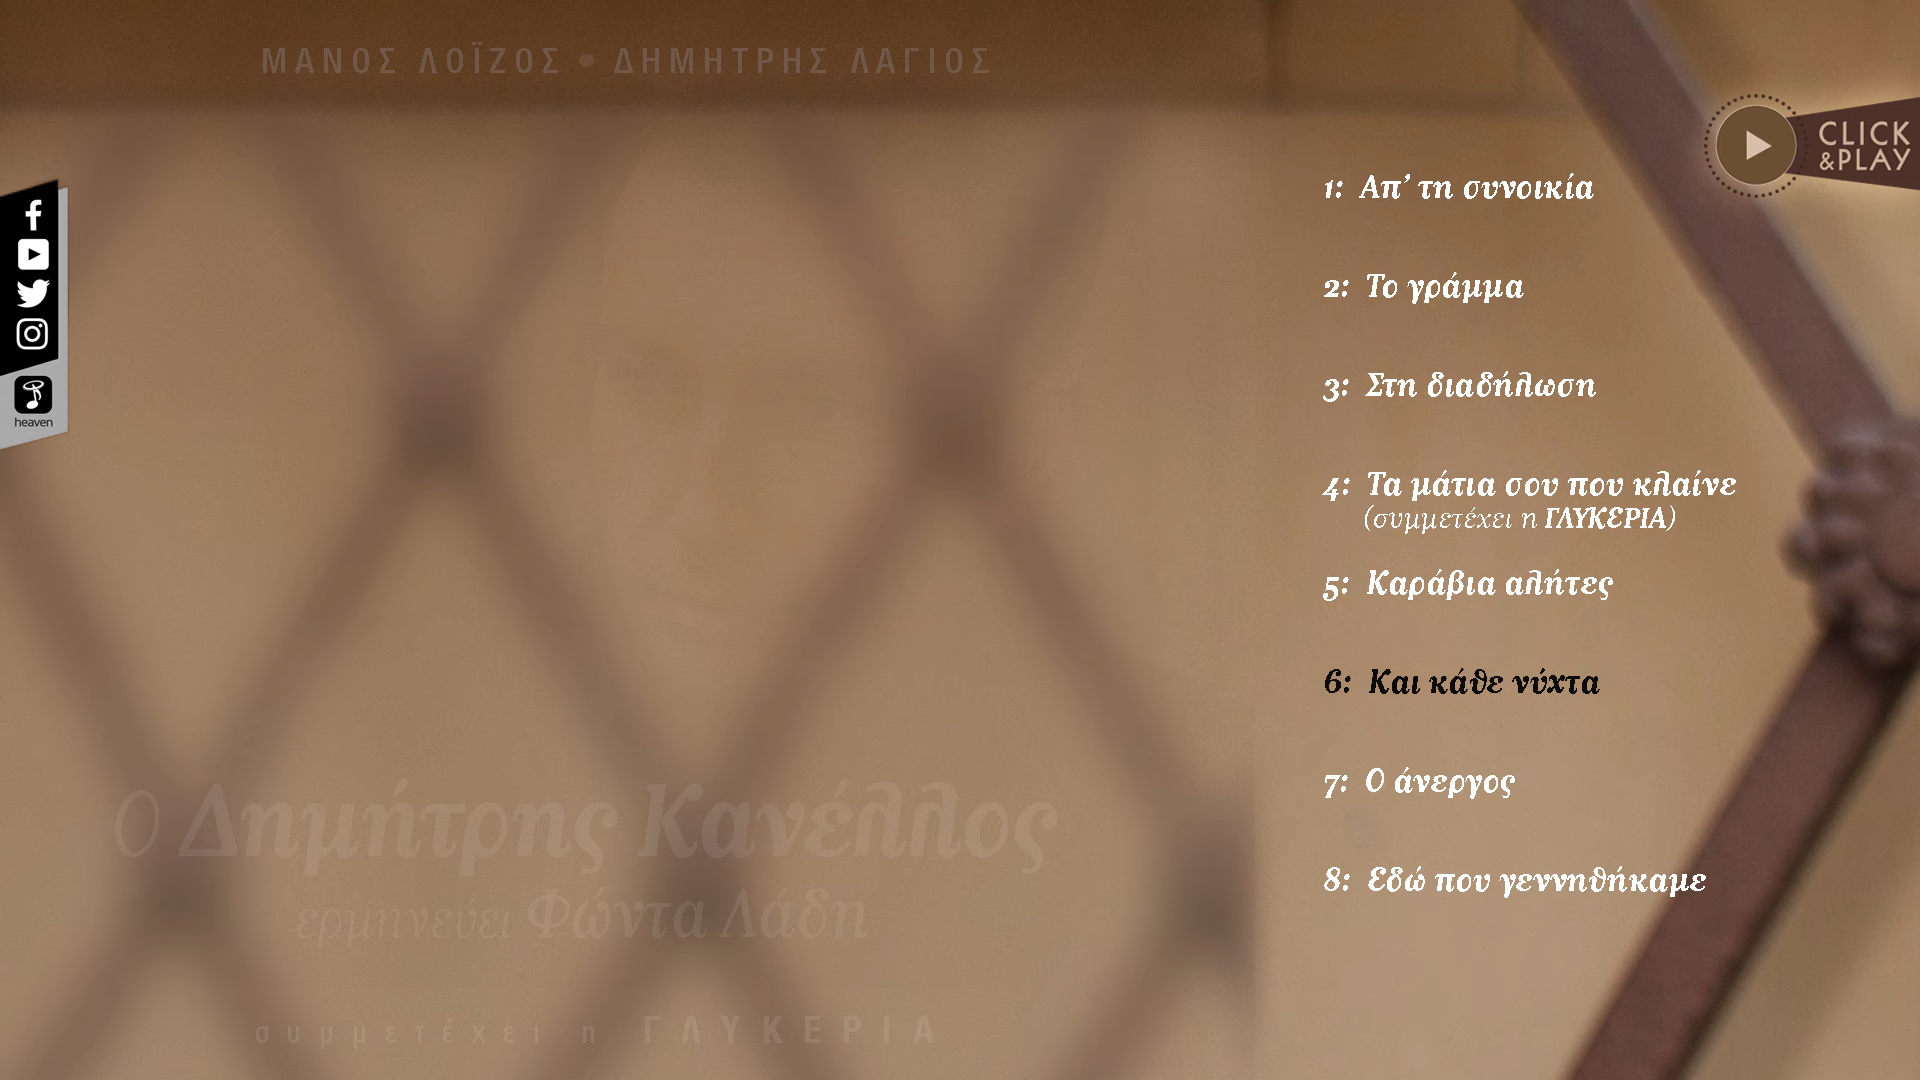 ΜΑΝΟΣ ΛΟΪΖΟΣ • ΔΗΜΗΤΡΗΣ ΛΑΓΙΟΣ
CLICK
&PLAY
1: Απ’ τη συνοικία
2: Το γράμμα
3: Στη διαδήλωση
heaven
4: Τα μάτια σου που κλαίνε
(συμμετέχει η ΓΛΥΚΕΡΙΑ)
5: Καράβια αλήτες
6: Και κάθε νύχτα
7: Ο άνεργος
8: Εδώ που γεννηθήκαμε
Ο Δημήτρης Κανέλλος
ερμηνεύει Φώντα Λάδη
συμμετέχει η ΓΛΥΚΕΡΙΑ